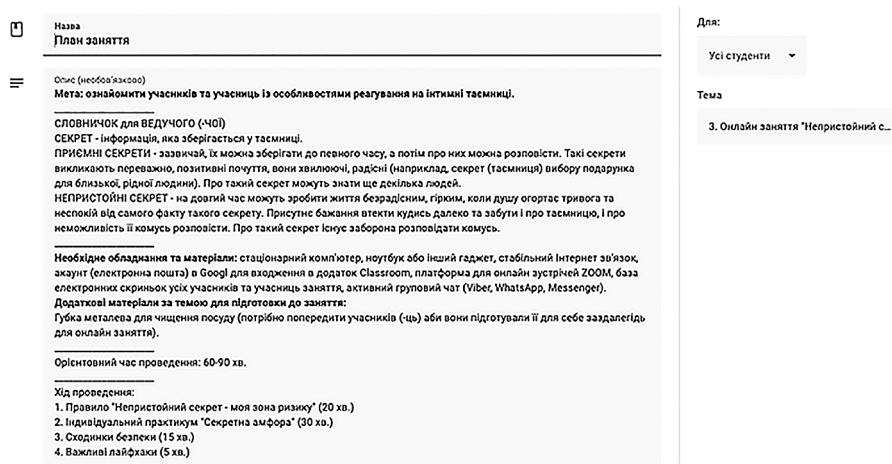 Назва
План заняття
Опис (необов'язково)
Мета: ознайомити учасників та учасниць із особливостями реагування на інтимні таємниці.
СЛОВНИЧОК для ВЕДУЧОГО (-ЧОЇ)
СЕКРЕТ - інформація, яка зберігається у таємниці.
ПРИЄМНІ СЕКРЕТИ - зазвичай, їх можна зберігати до певного часу, а потім про них можна розповісти. Такі секрети
викликають переважно, позитивні почуття, вони хвилюючі, радісні (наприклад, секрет (таємниця) вибору подарунка
для близької, рідної людини). Про такий секрет можуть знати ще декілька людей.
НЕПРИСТОЙНІ СЕКРЕТ - на довгий час можуть зробити життя безрадісним, гірким, коли душу огортає тривога та
неспокій від самого факту такого секрету. Присутнє бажання втекти кудись далеко та забути і про таємницю, і про
неможливість її комусь розповісти. Про такий секрет існує заборона розповідати комусь.
Необхідне обладнання та матеріали: стаціонарний комп'ютер, ноутбук або інший гаджет, стабільний Інтернет зв'язок,
акаунт (електронна пошта) в Googl для входження в додаток Classroom, платформа для онлайн зустрічей ZOOM, база
електронних скриньок усіх учасників та учасниць заняття, активний груповий чат (Viber, WhatsApp, Messenger).
Додаткові матеріали за темою для підготовки до заняття:
Губка металева для чищення посуду (потрібно попередити учасників (-ць) аби вони підготували її для себе заздалегідь
для онлайн заняття).
Орієнтовний час проведення: 60-90 хв.
Хід проведення:
1. Правило "Непристойний секрет - моя зона ризику" (20 хв.)
2. Індивідуальний практикум "Секретна амфора" (30 хв.)
3. Сходинки безпеки (15 хв.)
4. Важливі лайфхаки (5 хв.)
Для:
Усі студенти
Тема
3. Онлайн заняття "Непристойний с...